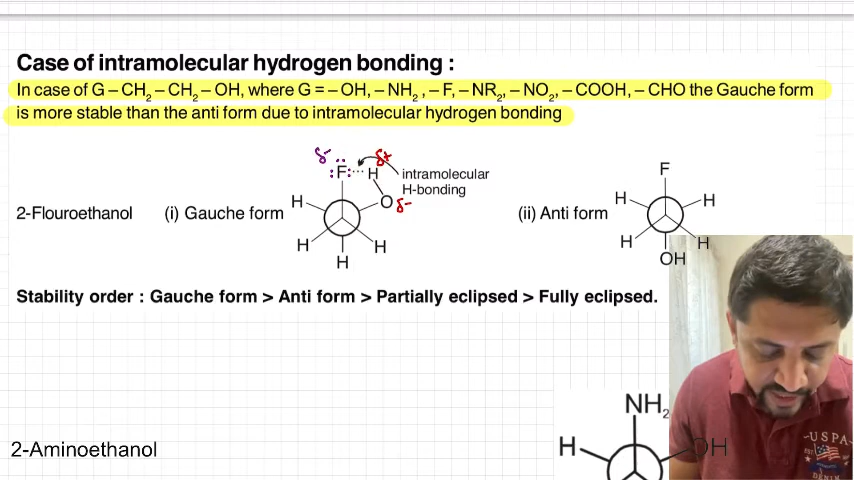 Case of intramolecular hydrogen bonding :
In case of G – CH2 – CH2 – OH, where G = – OH, – NH2 , – F, – NR2, – NO2, – COOH, – CHO the Gauche form
is more stable than the anti form due to intramolecular hydrogen bonding
δ- δ+
:F: H
intramolecular
H-bonding
H O δ-
H H
H
2-Flouroethanol (i) Gauche form
(ii) Anti form
F
H H
H H
OH
Stability order : Gauche form > Anti form > Partially eclipsed > Fully eclipsed.
2-Aminoethanol
NH2
H OH
USPA
DENIM